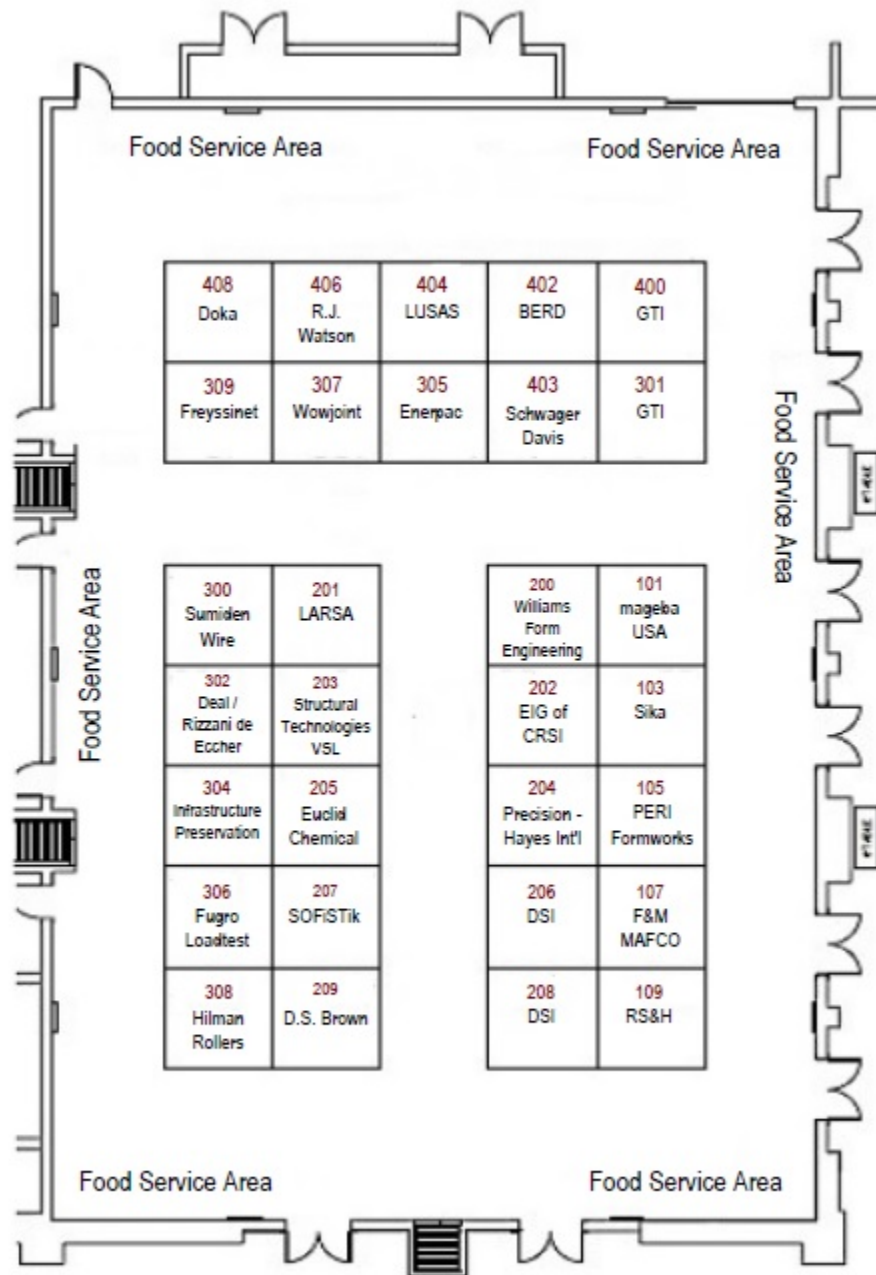 Food Service Area
Food Service Area
408
Doka
406
R.J.
Watson
404
LUSAS
402
BERD
400
GTI
309
Freyssinet
307
Wowjoint
305
Enerpac
403
Schwager
Davis
301
GTI
Food Service Area
Food Service Area
300
Sumiden
Wire
201
LARSA
200
Williams
Form
Engineering
101
mageba
USA
302
Deal /
Rizzani de
Eccher
203
Structural
Technologies
VSL
202
EIG of
CRSI
103
Sika
304
Infrastructure
Preservation
205
Euclid
Chemical
204
Precision -
Hayes Int'l
105
PERI
Formworks
306
Fugro
Loadtest
207
SOFiSTik
206
DSI
107
F&M
MAFCO
308
Hilman
Rollers
209
D.S. Brown
208
DSI
109
RS&H
Food Service Area
Food Service Area